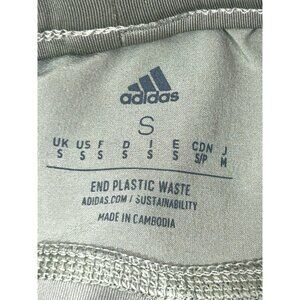 adidas
S
UK US F D I E CDN J
S S S S S S S/P M
END PLASTIC WASTE
ADIDAS.COM / SUSTAINABILITY
MADE IN CAMBODIA